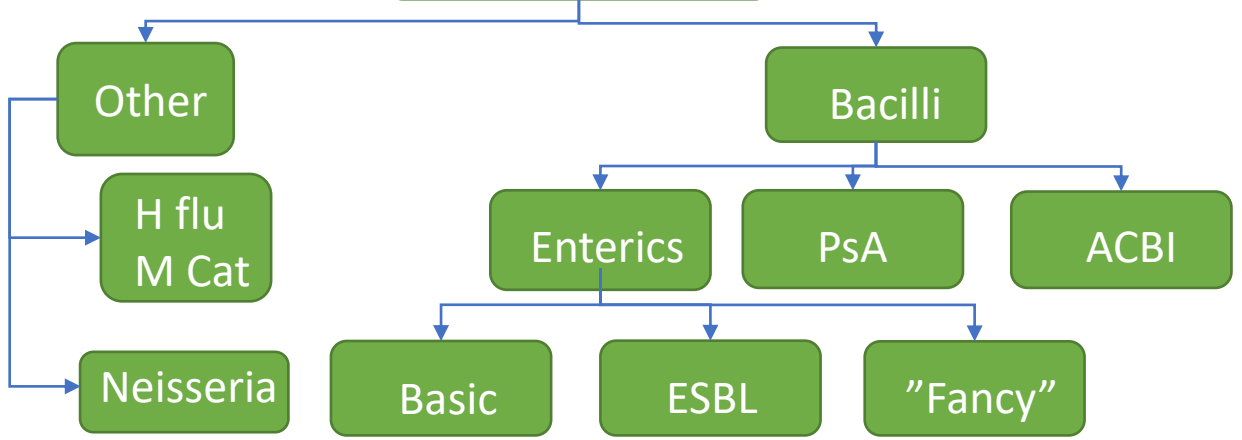 Other
Bacilli
H flu
M Cat
Enterics
PsA
ACBI
Neisseria
Basic
ESBL
”Fancy”